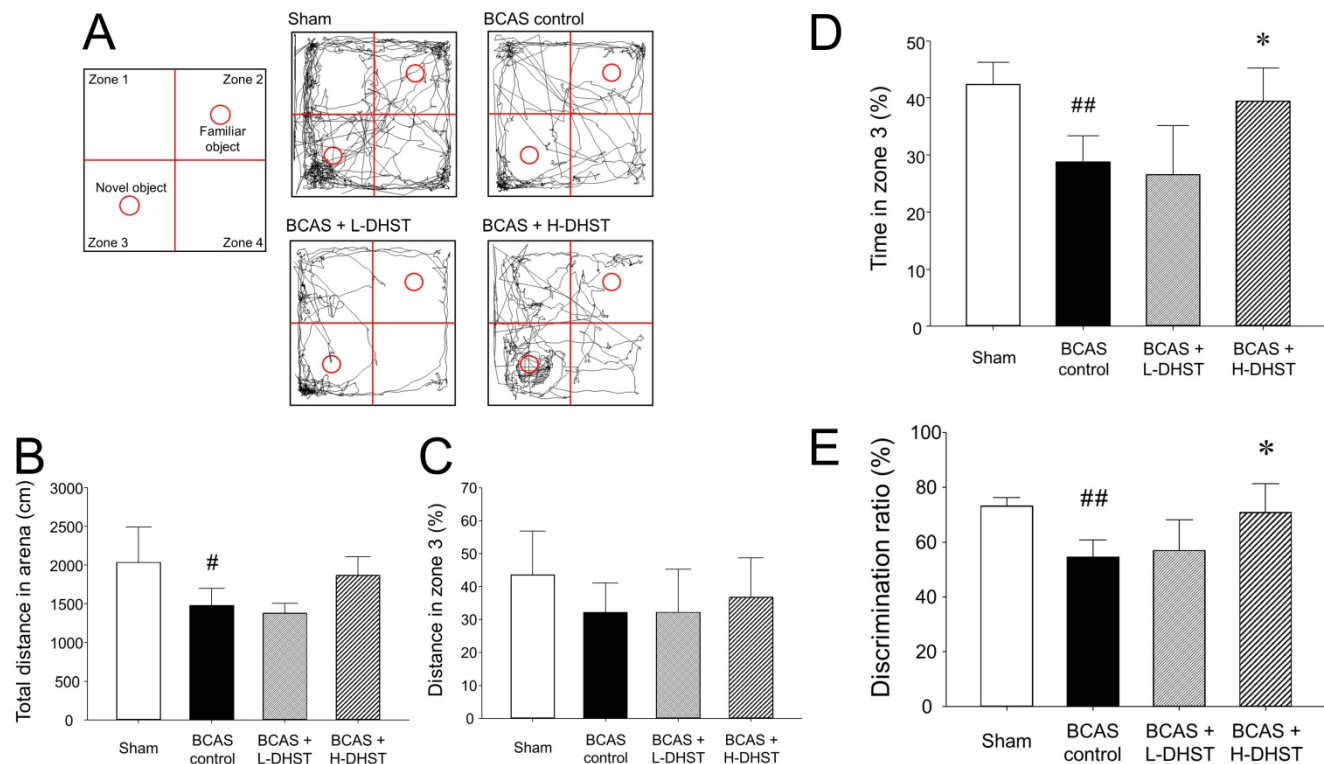 A
Sham
BCAS control
Zone 1
Zone 2
Familiar
object
Novel object
Zone 3
Zone 4
BCAS + L-DHST
BCAS + H-DHST
B
Total distance in arena (cm)
3000
2500
2000
1500
1000
500
0
#
Sham
BCAS
control
BCAS +
L-DHST
BCAS +
H-DHST
C
Distance in zone 3 (%)
70
60
50
40
30
20
10
0
Sham
BCAS
control
BCAS +
L-DHST
BCAS +
H-DHST
D
Time in zone 3 (%)
50
40
30
20
10
0
##
*
Sham
BCAS
control
BCAS +
L-DHST
BCAS +
H-DHST
E
Discrimination ratio (%)
100
80
60
40
20
0
##
*
Sham
BCAS
control
BCAS +
L-DHST
BCAS +
H-DHST